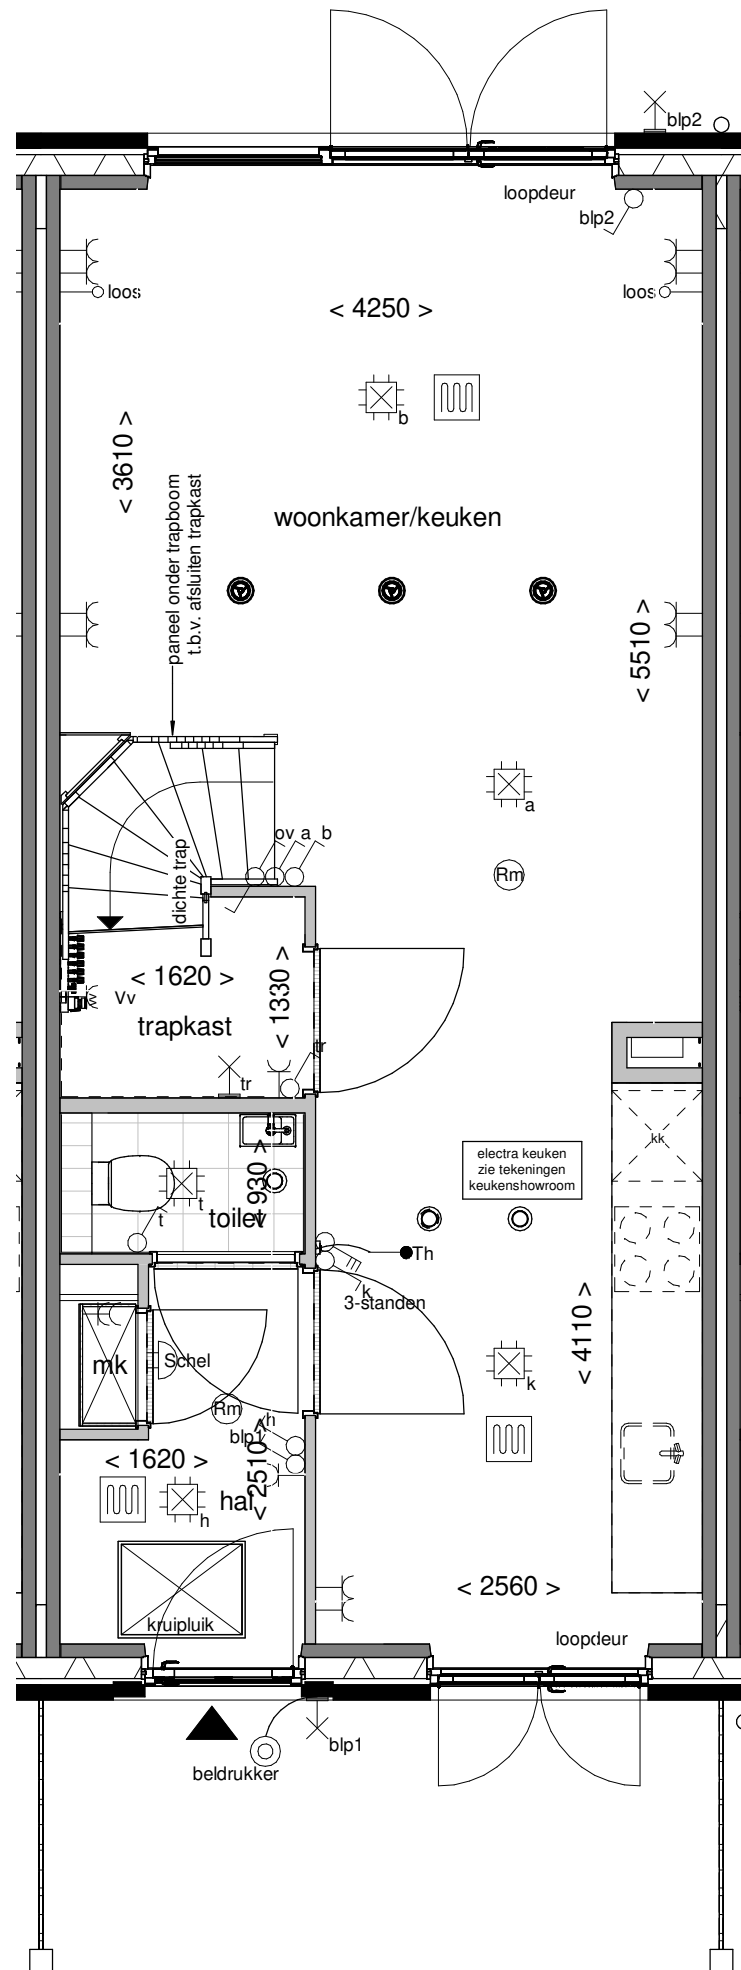 blp2
loopdeur
blp2
loos
loos
< 4250 >
b
< 3610 >
woonkamer/keuken
paneel onder trapboom
t.b.v. afsluiten trapkast
< 5510 >
a
ov a b
dichte trap
Rm
< 1620 >
< 1330 >
Vv
trapkast
tr
tr
kk
electra keuken
zie tekeningen
keukenshowroom
< 930 >
t
t
toilet
Th
k
3-standen
< 4110 >
mk
Schel
k
Rm
h
blp1
< 1620 >
< 2510 >
hal
h
< 2560 >
kruipluik
loopdeur
blp1
beldrukker